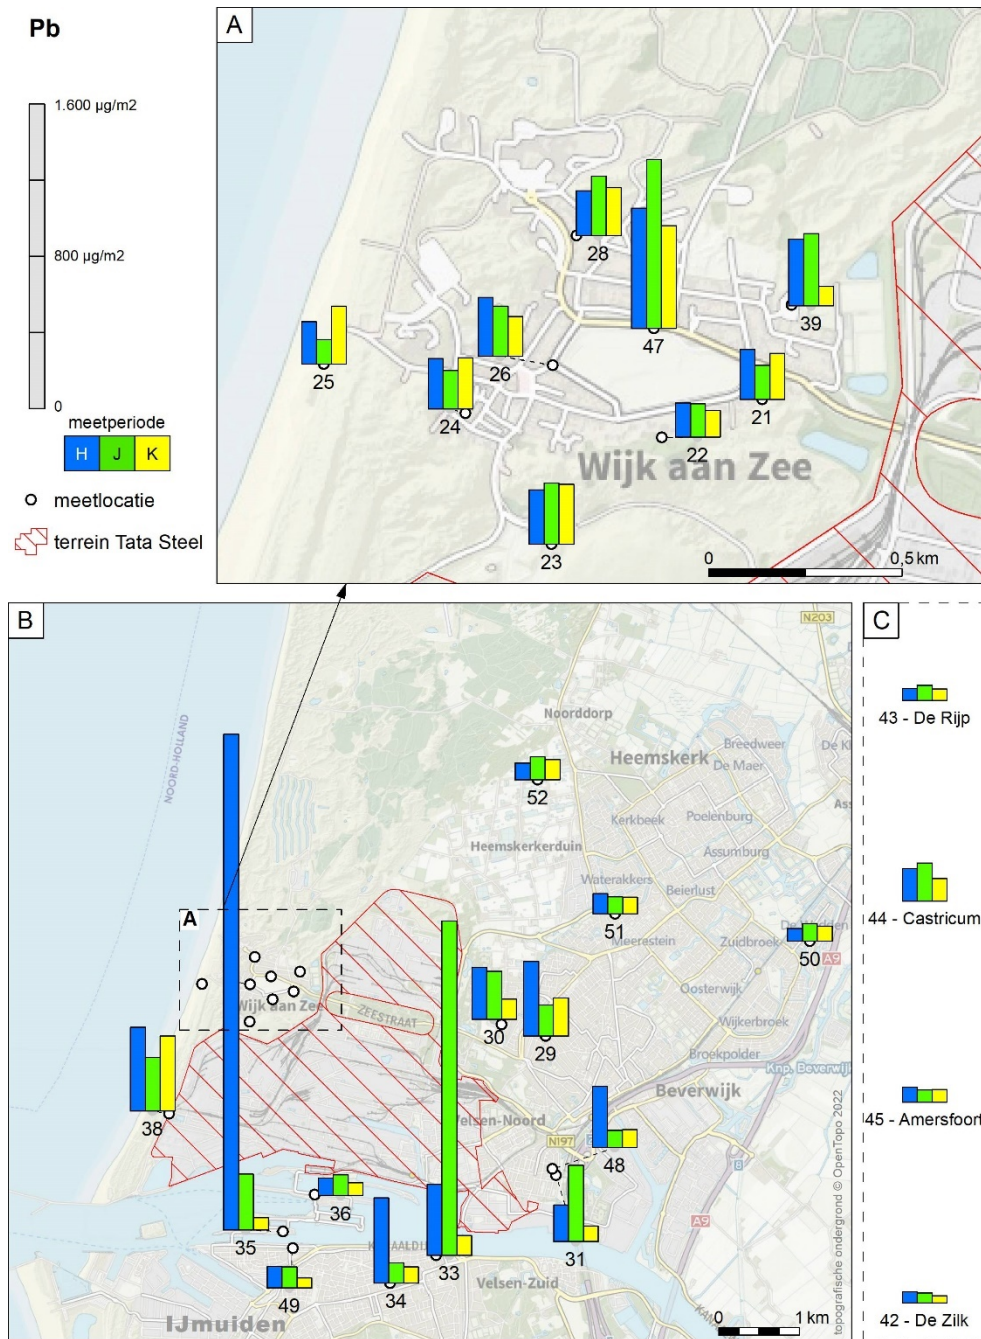 Pb
1.600 µg/m2
800 µg/m2
0
meetperiode
H J K
meetlocatie
terrein Tata Steel
A
28
39
47
26
25
21
24
22
Wijk aan Zee
23
0 0,5 km
B
N203
NOORD-HOLLAND
Noorddorp
Breedweer
Heemskerk
De Maer
52
Kerkbeek
Poelenburg
Heemskerkerduin
Assumburg
Waterakkers
Beierlust
A
51
Meerestein
Zuidbroek
50
A9
Wijk aan Zee
ZEESTRAAT
Oosterwijk
30
29
Wijkerbroek
Broekpolder
Knp. Beverwijk
Beverwijk
38
Velsen-Noord
N197
48
36
A9
35
31
33
Velsen-Zuid
49
34
IJmuiden
0 1 km
topografische ondergrond © OpenTopo 2022
C
43 - De Rijp
44 - Castricum
45 - Amersfoort
42 - De Zilk